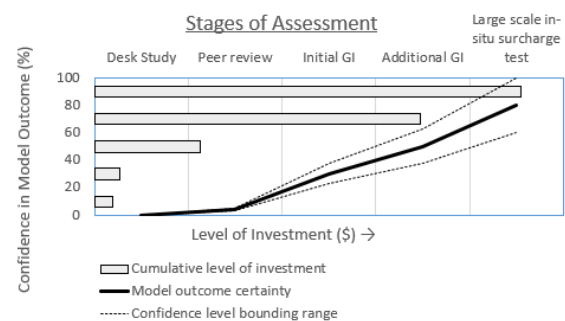 Stages of Assessment
Large scale in-
situ surcharge
test
Desk Study Peer review Initial GI Additional GI
Confidence in Model Outcome (%)
100
80
60
40
20
0
Level of Investment ($) →
Cumulative level of investment
Model outcome certainty
Confidence level bounding range